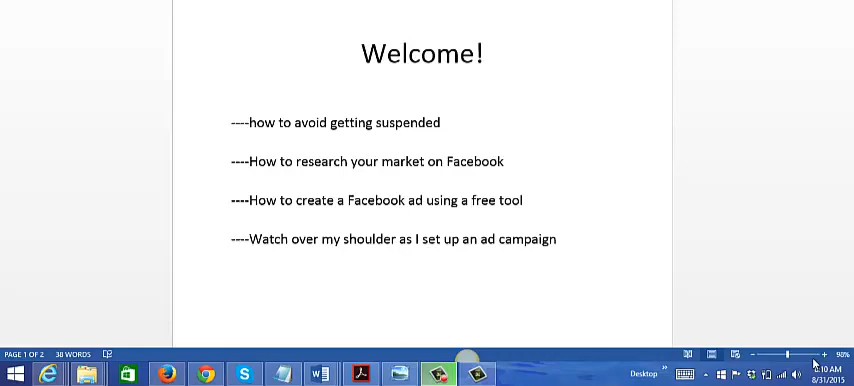 Welcome!
----how to avoid getting suspended
----How to research your market on Facebook
----How to create a Facebook ad using a free tool
----Watch over my shoulder as I set up an ad campaign
PAGE 1 OF 2 38 WORDS 98%
Desktop
8/31/2015